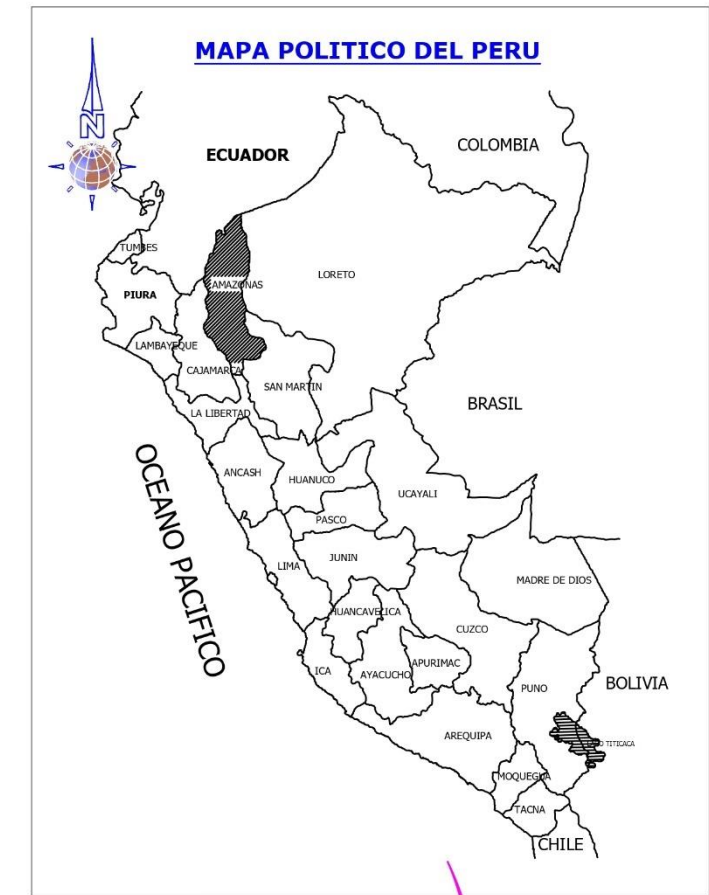 MAPA POLITICO DEL PERU
N
COLOMBIA
ECUADOR
TUMBES
LORETO
AMAZONAS
PIURA
LAMBAYEQUE
CAJAMARCA
SAN MARTIN
BRASIL
LA LIBERTAD
ANCASH
HUANUCO
UCAYALI
PASCO
OCEANO PACIFICO
JUNIN
LIMA
MADRE DE DIOS
HUANCAVELICA
CUZCO
APURIMAC
ICA
AYACUCHO
PUNO
BOLIVIA
AREQUIPA
TITICACA
MOQUEGUA
TACNA
CHILE